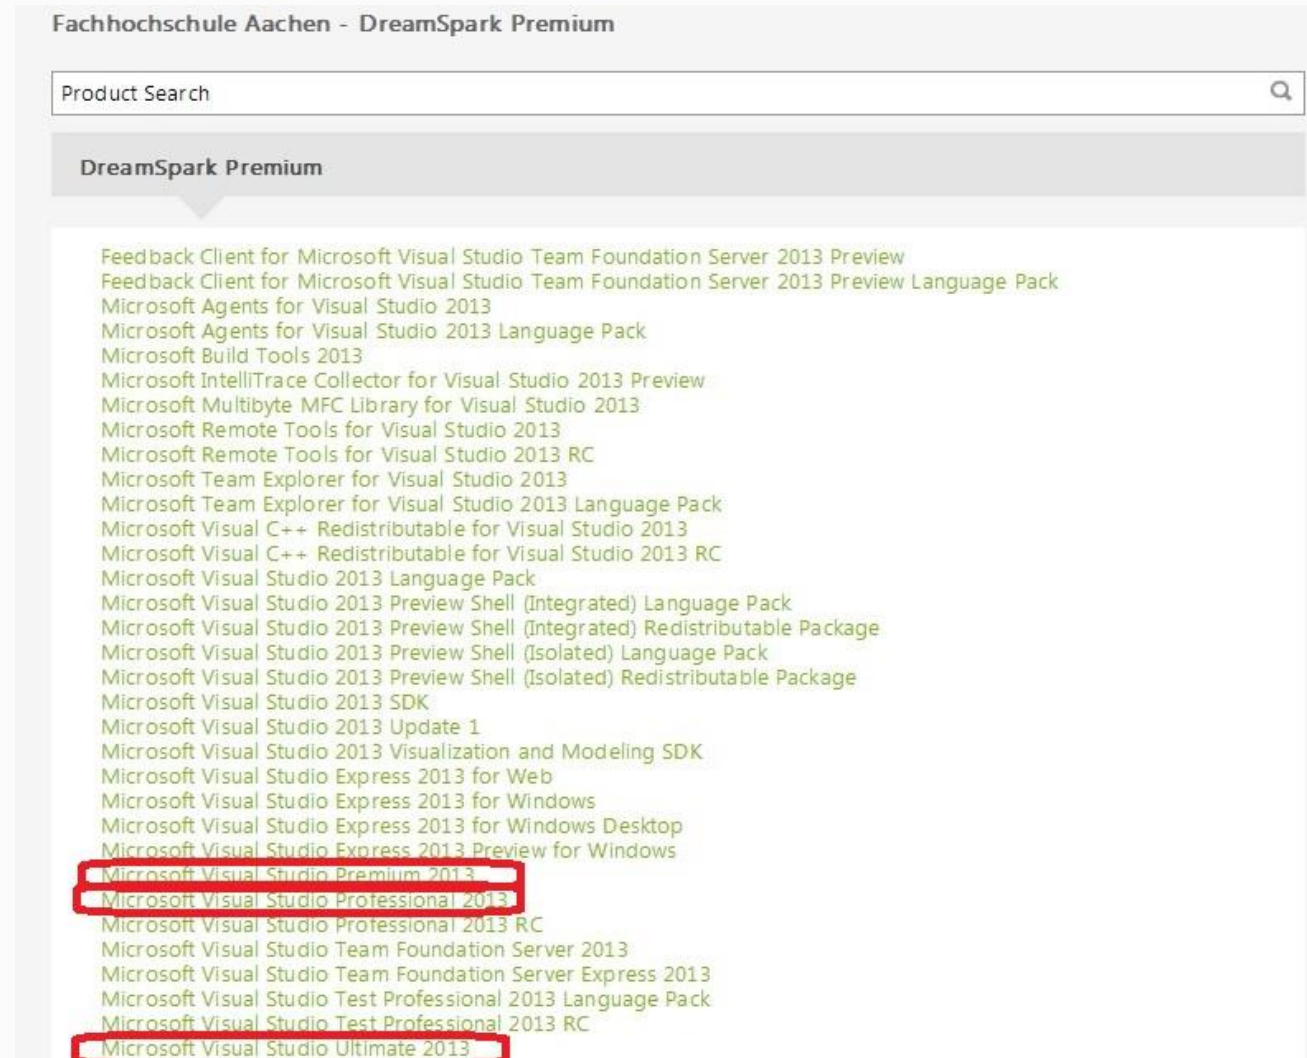 Fachhochschule Aachen - DreamSpark Premium
Product Search
DreamSpark Premium
Feedback Client for Microsoft Visual Studio Team Foundation Server 2013 Preview
Feedback Client for Microsoft Visual Studio Team Foundation Server 2013 Preview Language Pack
Microsoft Agents for Visual Studio 2013
Microsoft Agents for Visual Studio 2013 Language Pack
Microsoft Build Tools 2013
Microsoft IntelliTrace Collector for Visual Studio 2013 Preview
Microsoft Multibyte MFC Library for Visual Studio 2013
Microsoft Remote Tools for Visual Studio 2013
Microsoft Remote Tools for Visual Studio 2013 RC
Microsoft Team Explorer for Visual Studio 2013
Microsoft Team Explorer for Visual Studio 2013 Language Pack
Microsoft Visual C++ Redistributable for Visual Studio 2013
Microsoft Visual C++ Redistributable for Visual Studio 2013 RC
Microsoft Visual Studio 2013 Language Pack
Microsoft Visual Studio 2013 Preview Shell (Integrated) Language Pack
Microsoft Visual Studio 2013 Preview Shell (Integrated) Redistributable Package
Microsoft Visual Studio 2013 Preview Shell (Isolated) Language Pack
Microsoft Visual Studio 2013 Preview Shell (Isolated) Redistributable Package
Microsoft Visual Studio 2013 SDK
Microsoft Visual Studio 2013 Update 1
Microsoft Visual Studio 2013 Visualization and Modeling SDK
Microsoft Visual Studio Express 2013 for Web
Microsoft Visual Studio Express 2013 for Windows
Microsoft Visual Studio Express 2013 for Windows Desktop
Microsoft Visual Studio Express 2013 Preview for Windows
Microsoft Visual Studio Premium 2013
Microsoft Visual Studio Professional 2013
Microsoft Visual Studio Professional 2013 RC
Microsoft Visual Studio Team Foundation Server 2013
Microsoft Visual Studio Team Foundation Server Express 2013
Microsoft Visual Studio Test Professional 2013 Language Pack
Microsoft Visual Studio Test Professional 2013 RC
Microsoft Visual Studio Ultimate 2013